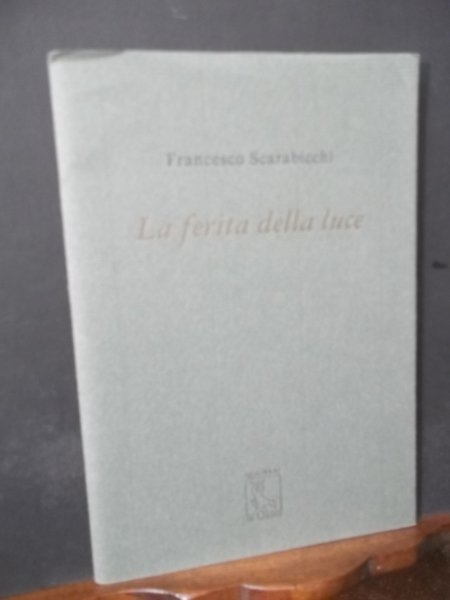 Francesco Scarabicchi
La ferita della luce